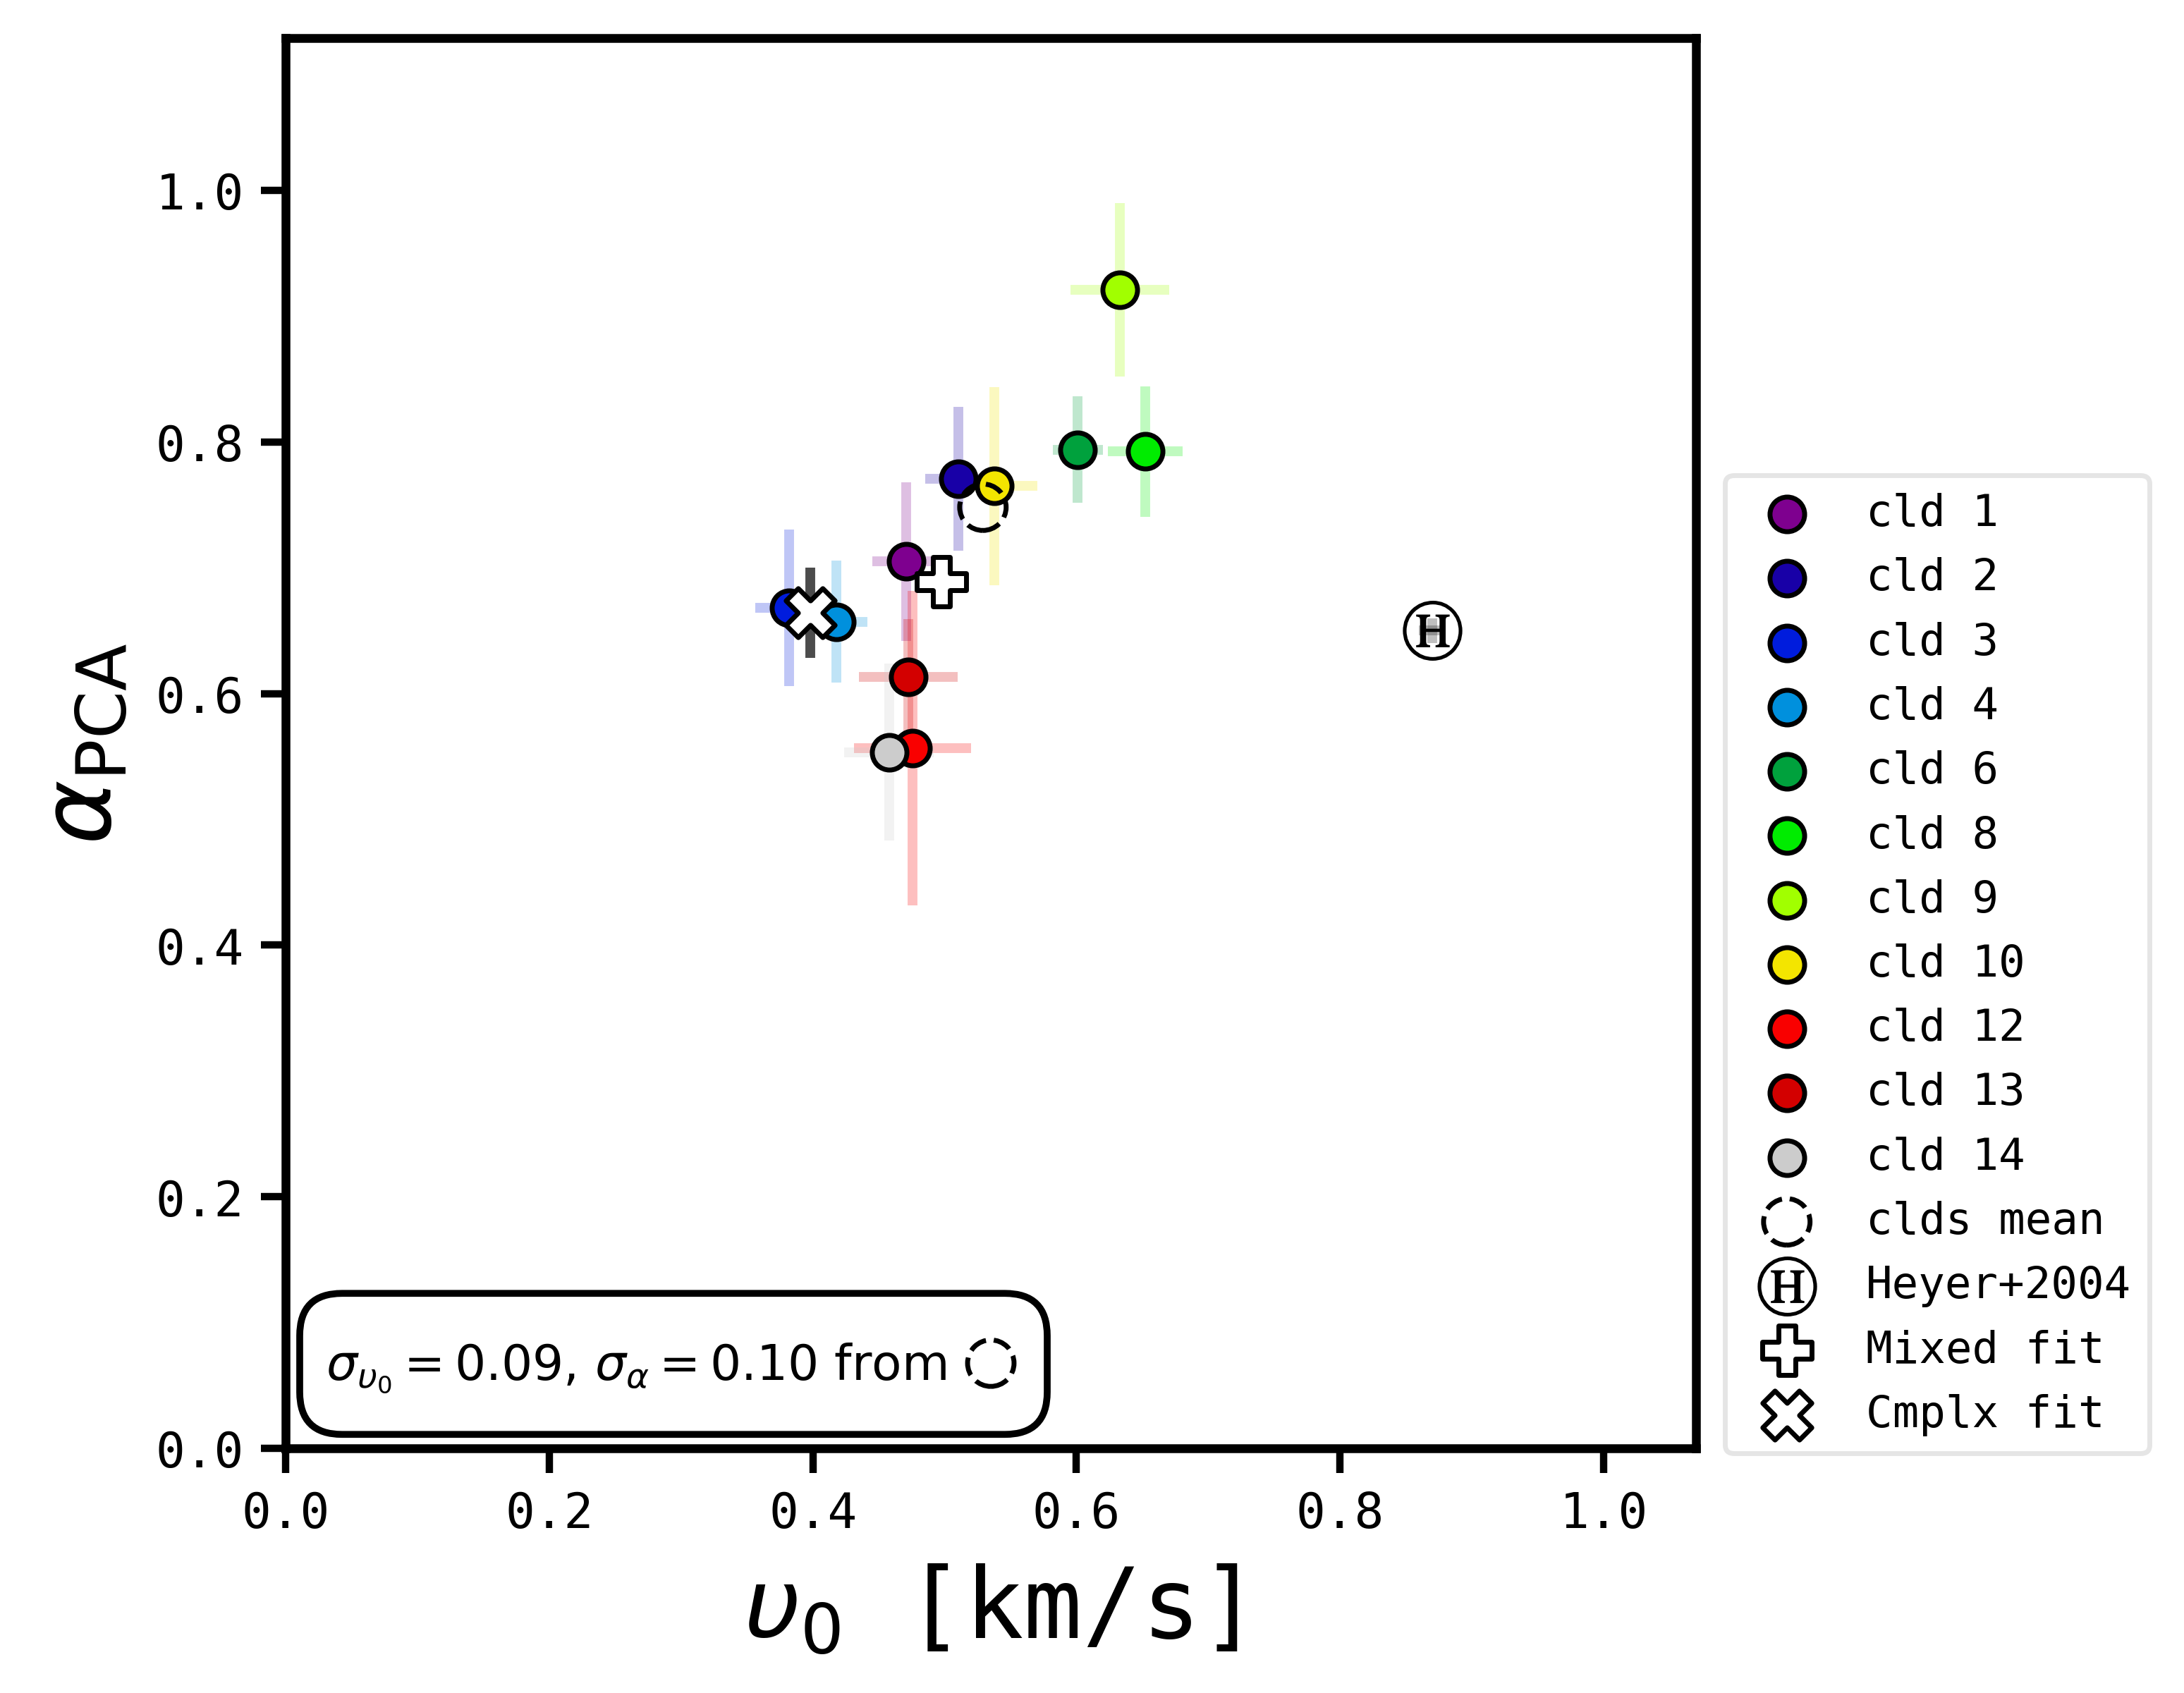 1.0
0.8
0.6
0.4
0.2
0.0
α_PCA
0.0 0.2 0.4 0.6 0.8 1.0
υ₀ [km/s]
H
σ_υ₀ = 0.09, σ_α = 0.10 from
cld 1
cld 2
cld 3
cld 4
cld 6
cld 8
cld 9
cld 10
cld 12
cld 13
cld 14
clds mean
H Heyer+2004
Mixed fit
Cmplx fit